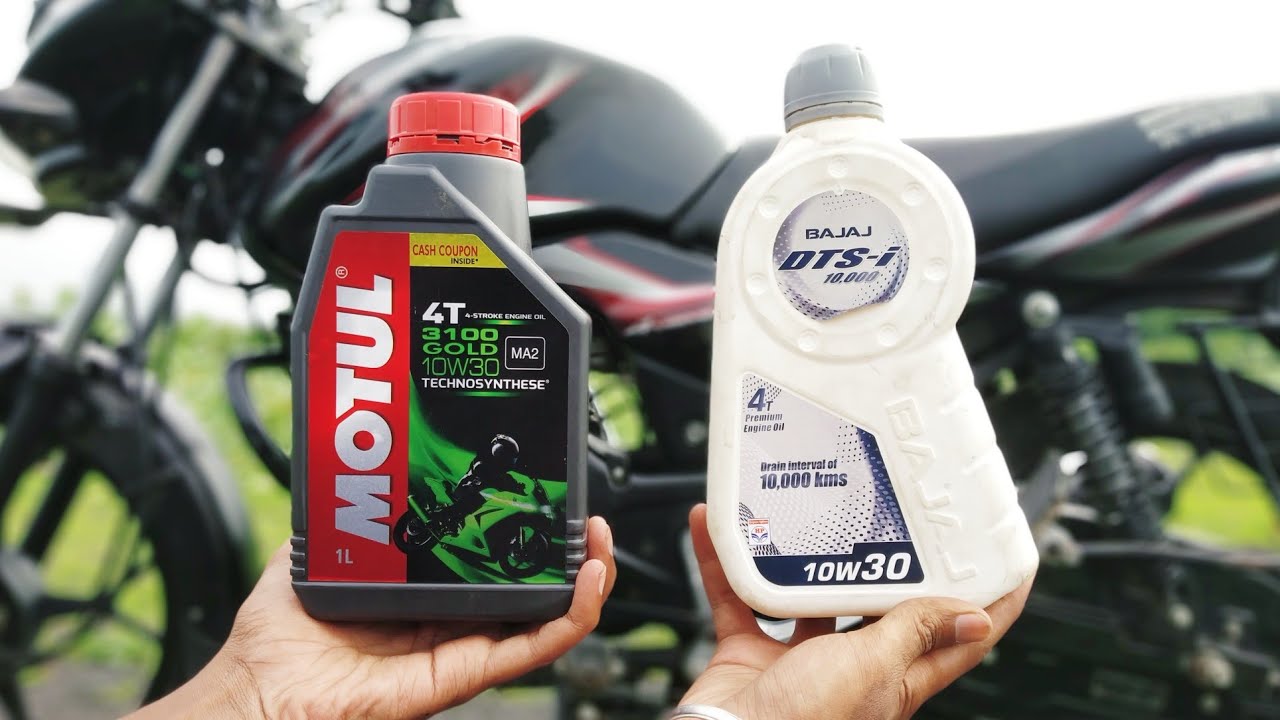 CASH COUPON
INSIDE*
MOTUL®
4T 4-STROKE ENGINE OIL
3100
GOLD
10W30
MA2
TECHNOSYNTHESE®
1L
BAJAJ
DTS-i
10,000
4T
Premium
Engine Oil
Drain interval of
10,000 kms
HP
10W30
BAJAJ